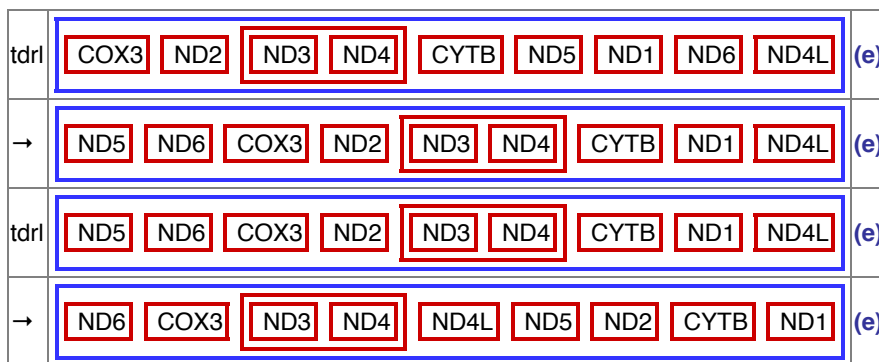 tdrl COX3 ND2 ND3 ND4 CYTB ND5 ND1 ND6 ND4L (e)
→ ND5 ND6 COX3 ND2 ND3 ND4 CYTB ND1 ND4L (e)
tdrl ND5 ND6 COX3 ND2 ND3 ND4 CYTB ND1 ND4L (e)
→ ND6 COX3 ND3 ND4 ND4L ND5 ND2 CYTB ND1 (e)